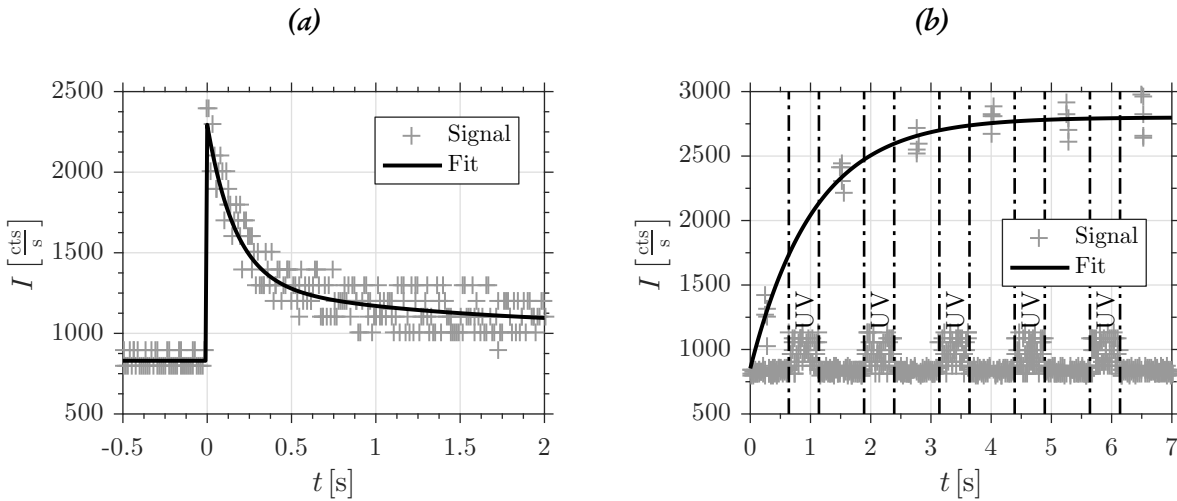 (a)
2500
2000
1500
1000
500
-0.5 0 0.5 1 1.5 2
I [cts/s]
t [s]
Signal
Fit
(b)
3000
2500
2000
1500
1000
500
0 1 2 3 4 5 6 7
I [cts/s]
t [s]
Signal
Fit
UV
UV
UV
UV
UV